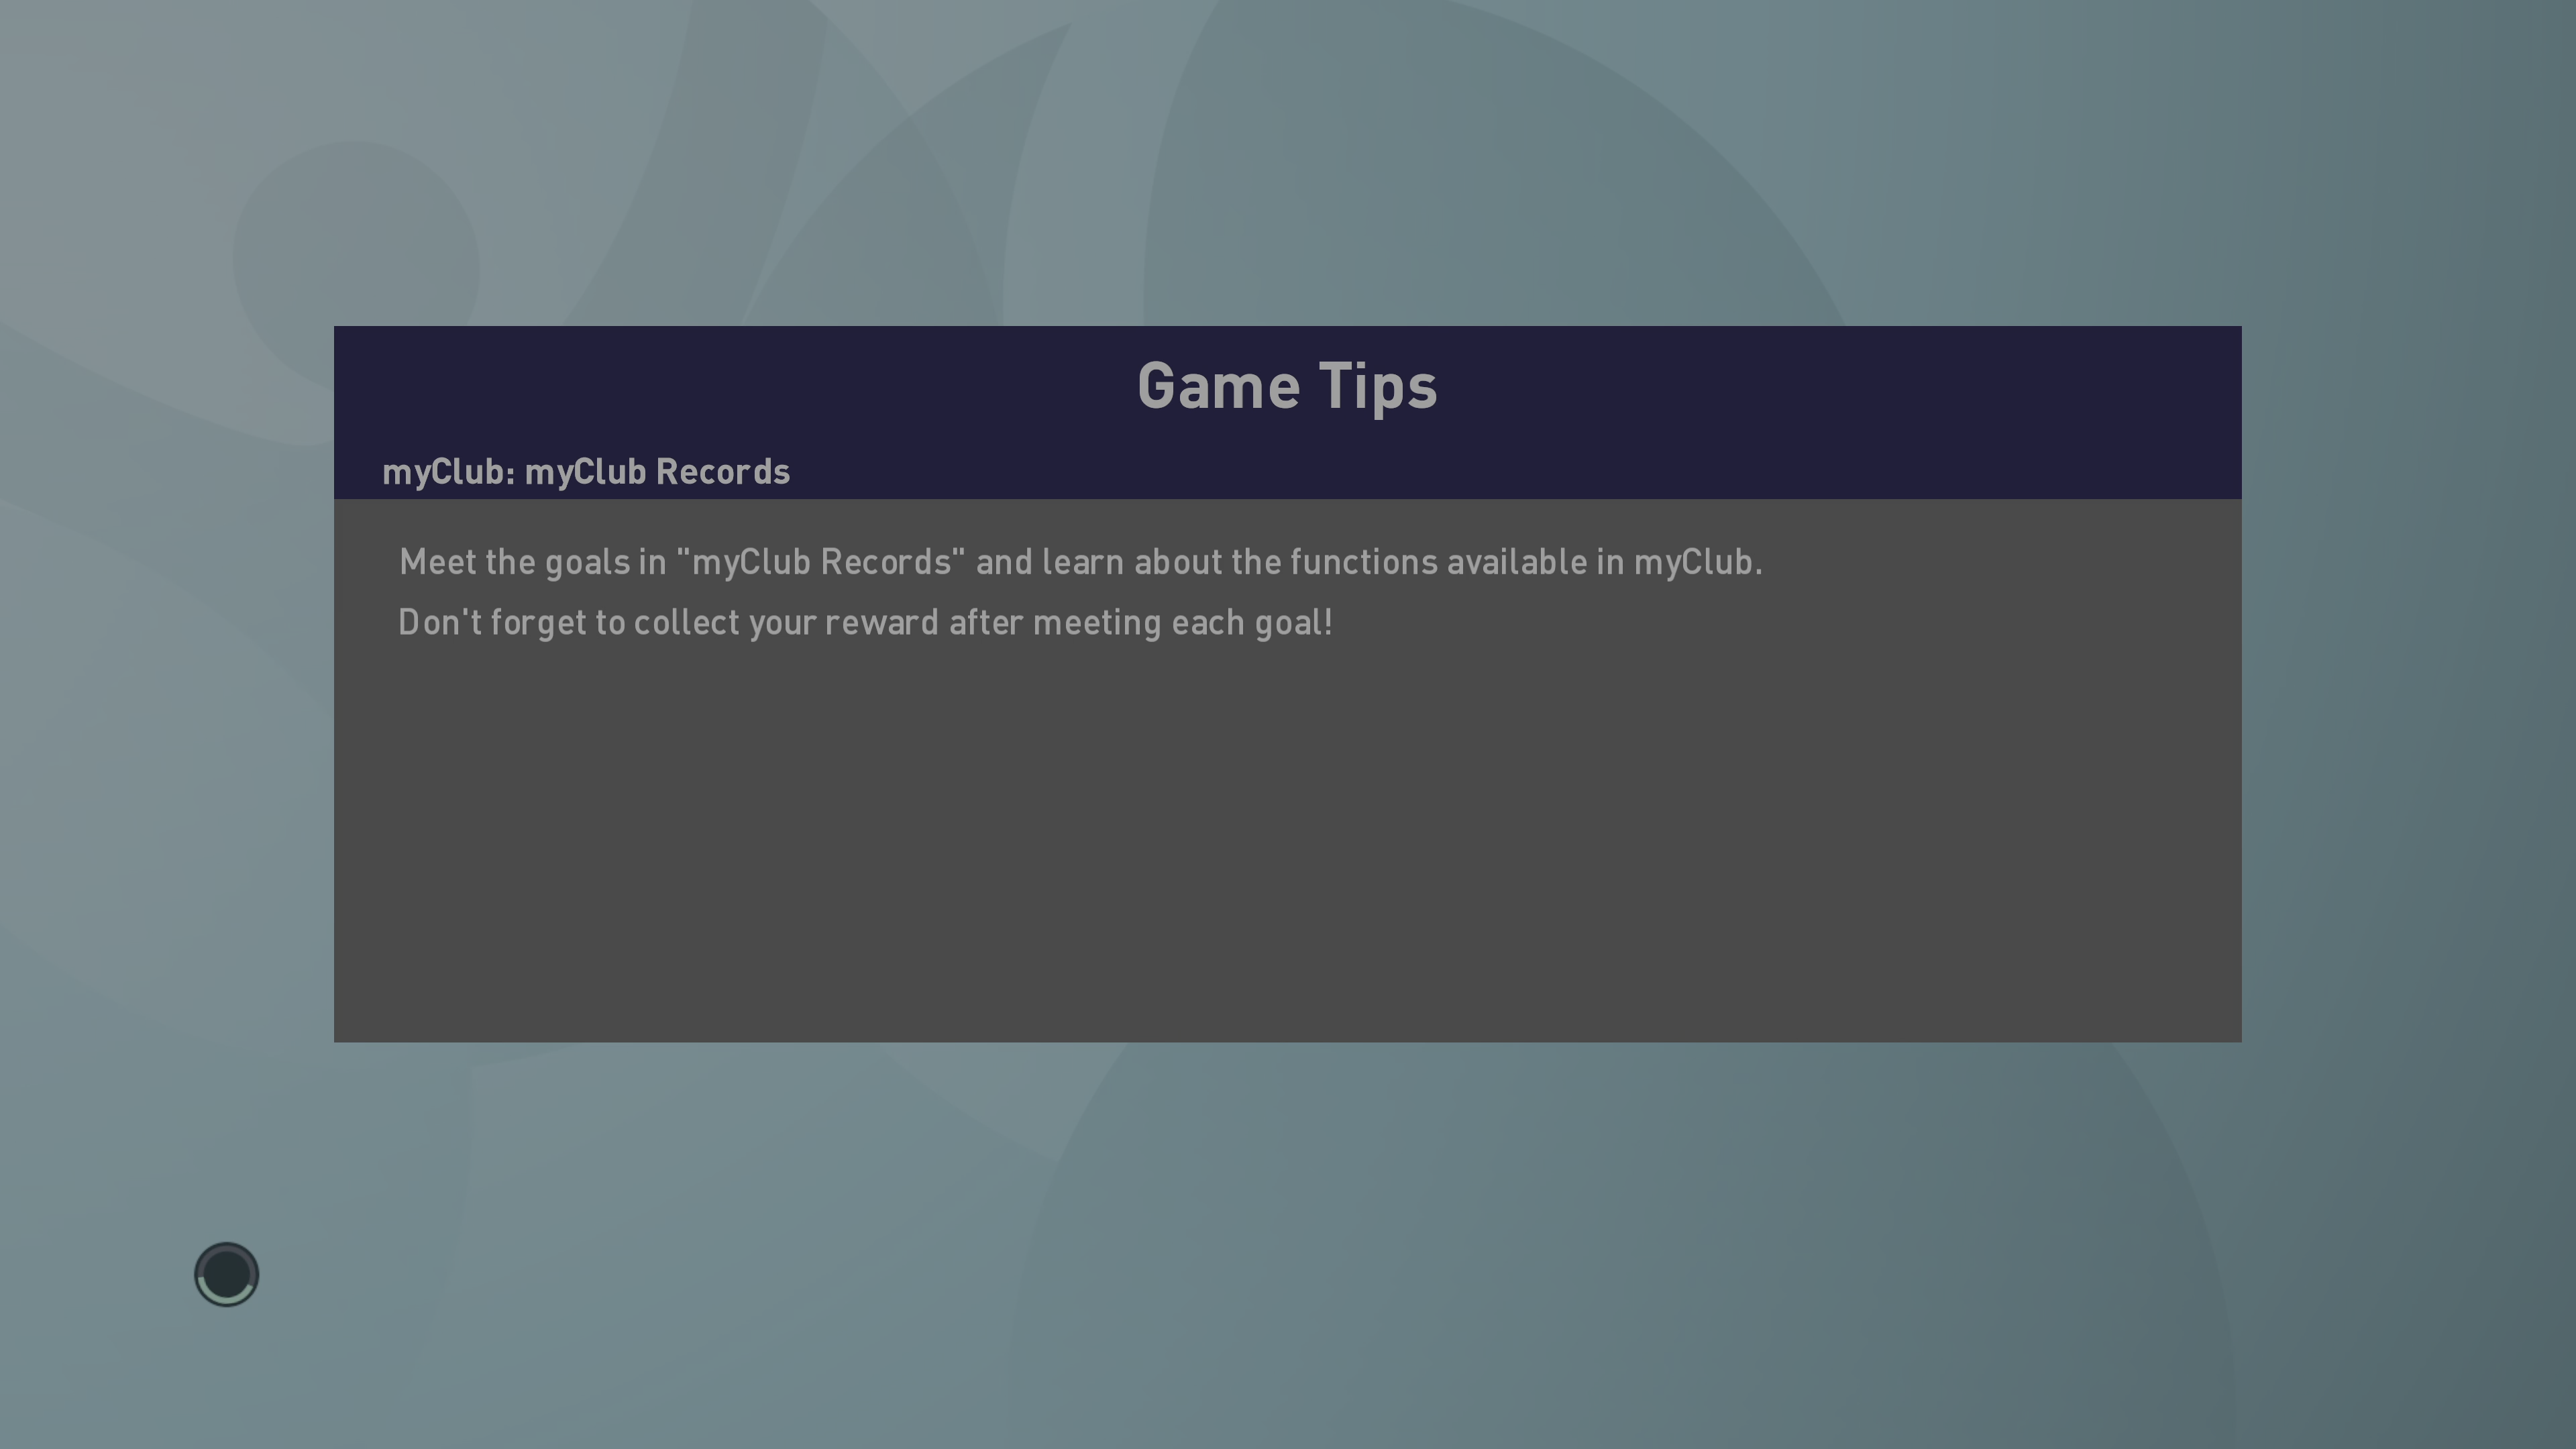 Game Tips
myClub: myClub Records
Meet the goals in "myClub Records" and learn about the functions available in myClub.
Don't forget to collect your reward after meeting each goal!